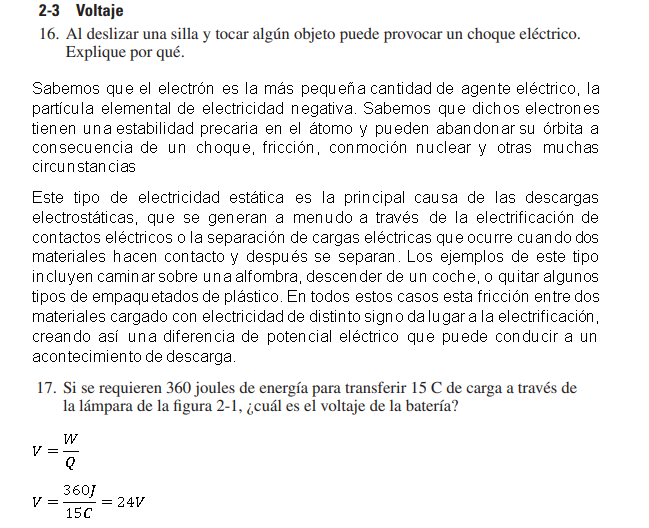 2-3 Voltaje
16. Al deslizar una silla y tocar algún objeto puede provocar un choque eléctrico.
Explique por qué.
Sabemos que el electrón es la más pequeña cantidad de agente eléctrico, la
partícula elemental de electricidad negativa. Sabemos que dichos electrones
tienen una estabilidad precaria en el átomo y pueden abandonar su órbita a
consecuencia de un choque, fricción, conmoción nuclear y otras muchas
circunstancias
Este tipo de electricidad estática es la principal causa de las descargas
electrostáticas, que se generan a menudo a través de la electrificación de
contactos eléctricos o la separación de cargas eléctricas que ocurre cuando dos
materiales hacen contacto y después se separan. Los ejemplos de este tipo
incluyen caminar sobre una alfombra, descender de un coche, o quitar algunos
tipos de empaquetados de plástico. En todos estos casos esta fricción entre dos
materiales cargado con electricidad de distinto signo da lugar a la electrificación,
creando así una diferencia de potencial eléctrico que puede conducir a un
acontecimiento de descarga.
17. Si se requieren 360 joules de energía para transferir 15 C de carga a través de
la lámpara de la figura 2-1, ¿cuál es el voltaje de la batería?
V = W/Q
V = 360J/15C = 24V